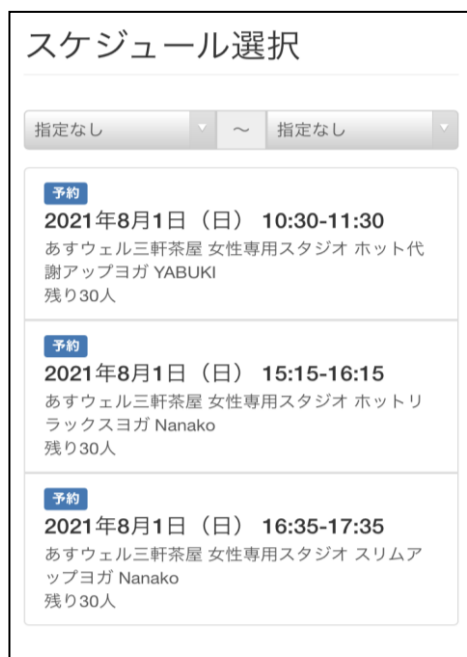 スケジュール選択
指定なし ～ 指定なし
予約
2021年8月1日（日） 10:30-11:30
あすウェル三軒茶屋 女性専用スタジオ ホット代
謝アップヨガ YABUKI
残り30人
予約
2021年8月1日（日） 15:15-16:15
あすウェル三軒茶屋 女性専用スタジオ ホットリ
ラックスヨガ Nanako
残り30人
予約
2021年8月1日（日） 16:35-17:35
あすウェル三軒茶屋 女性専用スタジオ スリムア
ップヨガ Nanako
残り30人